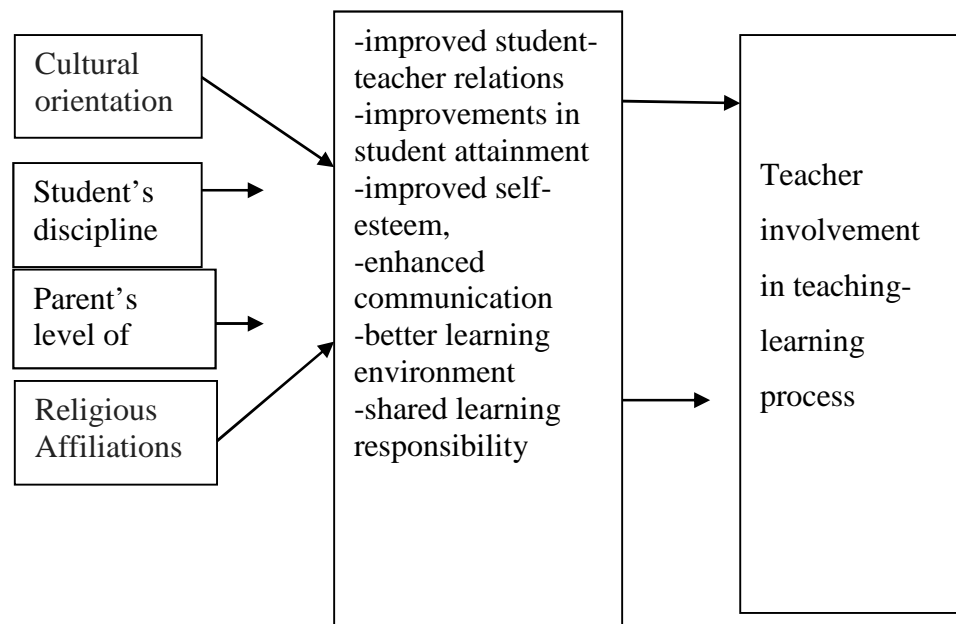 Cultural
orientation
Student’s
discipline
Parent’s
level of
Religious
Affiliations
-improved student-
teacher relations
-improvements in
student attainment
-improved self-
esteem,
-enhanced
communication
-better learning
environment
-shared learning
responsibility
Teacher
involvement
in teaching-
learning
process